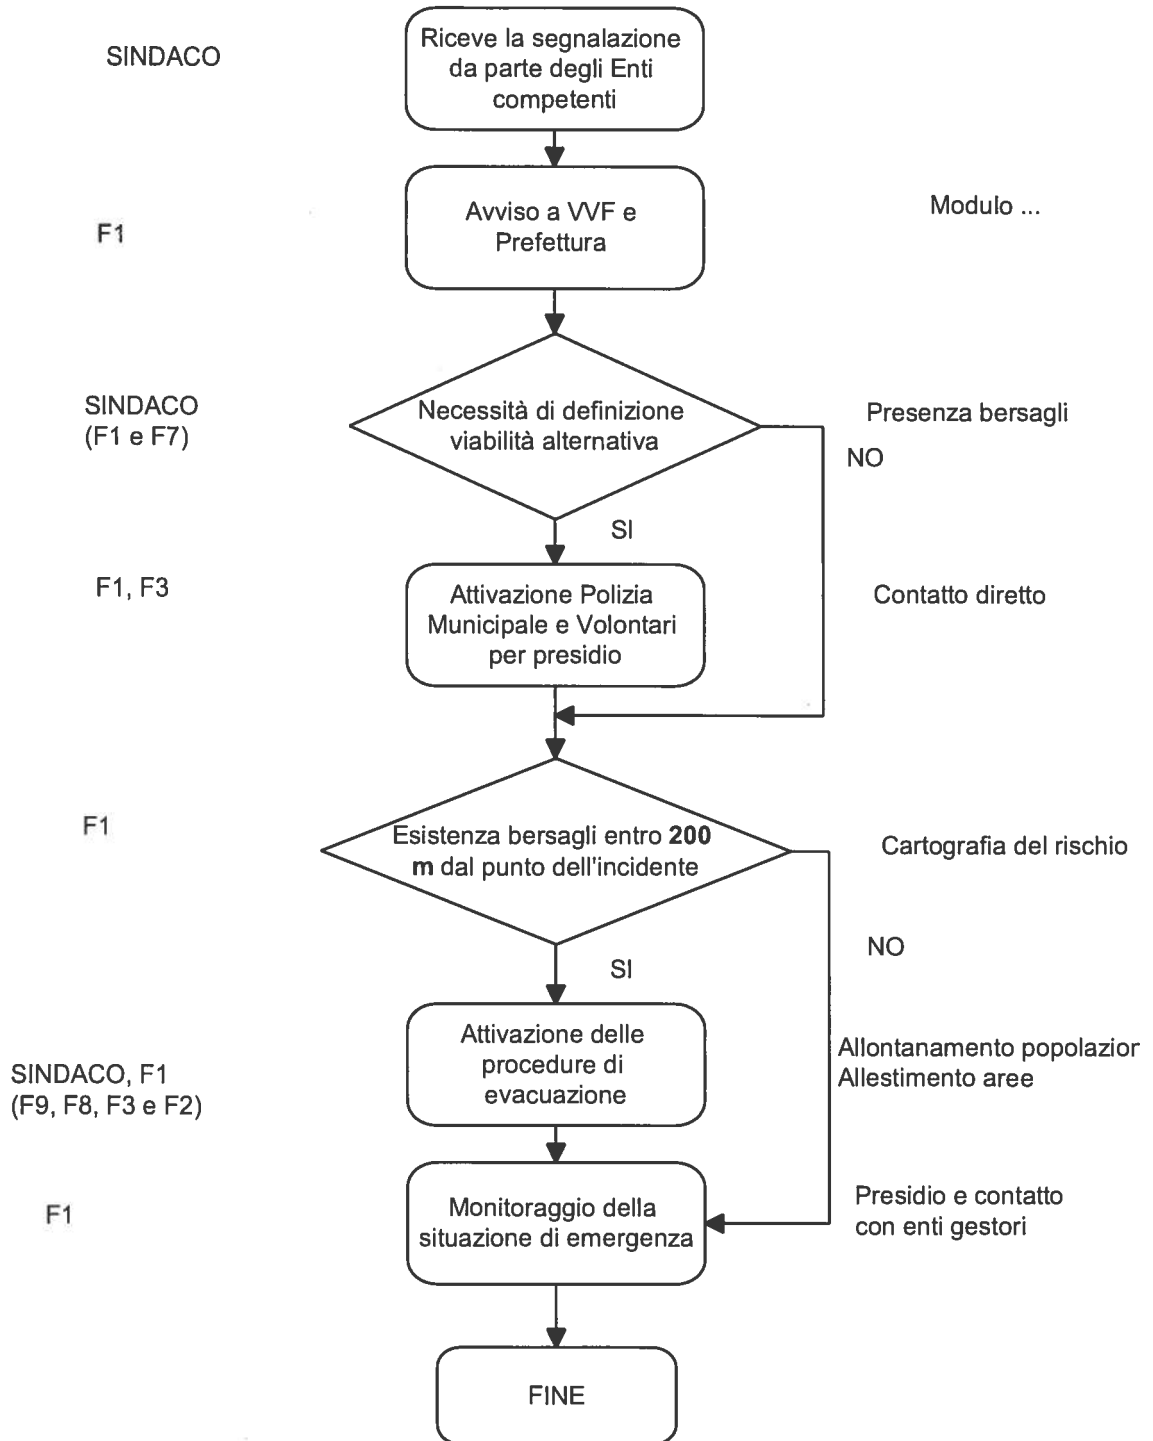 SINDACO
Riceve la segnalazione
da parte degli Enti
competenti
F1
Avviso a VVF e
Prefettura
Modulo ...
SINDACO
(F1 e F7)
Necessità di definizione
viabilità alternativa
Presenza bersagli
NO
SI
F1, F3
Attivazione Polizia
Municipale e Volontari
per presidio
Contatto diretto
F1
Esistenza bersagli entro 200
m dal punto dell'incidente
Cartografia del rischio
NO
SI
SINDACO, F1
(F9, F8, F3 e F2)
Attivazione delle
procedure di
evacuazione
Allontanamento popolazior
Allestimento aree
F1
Monitoraggio della
situazione di emergenza
Presidio e contatto
con enti gestori
FINE